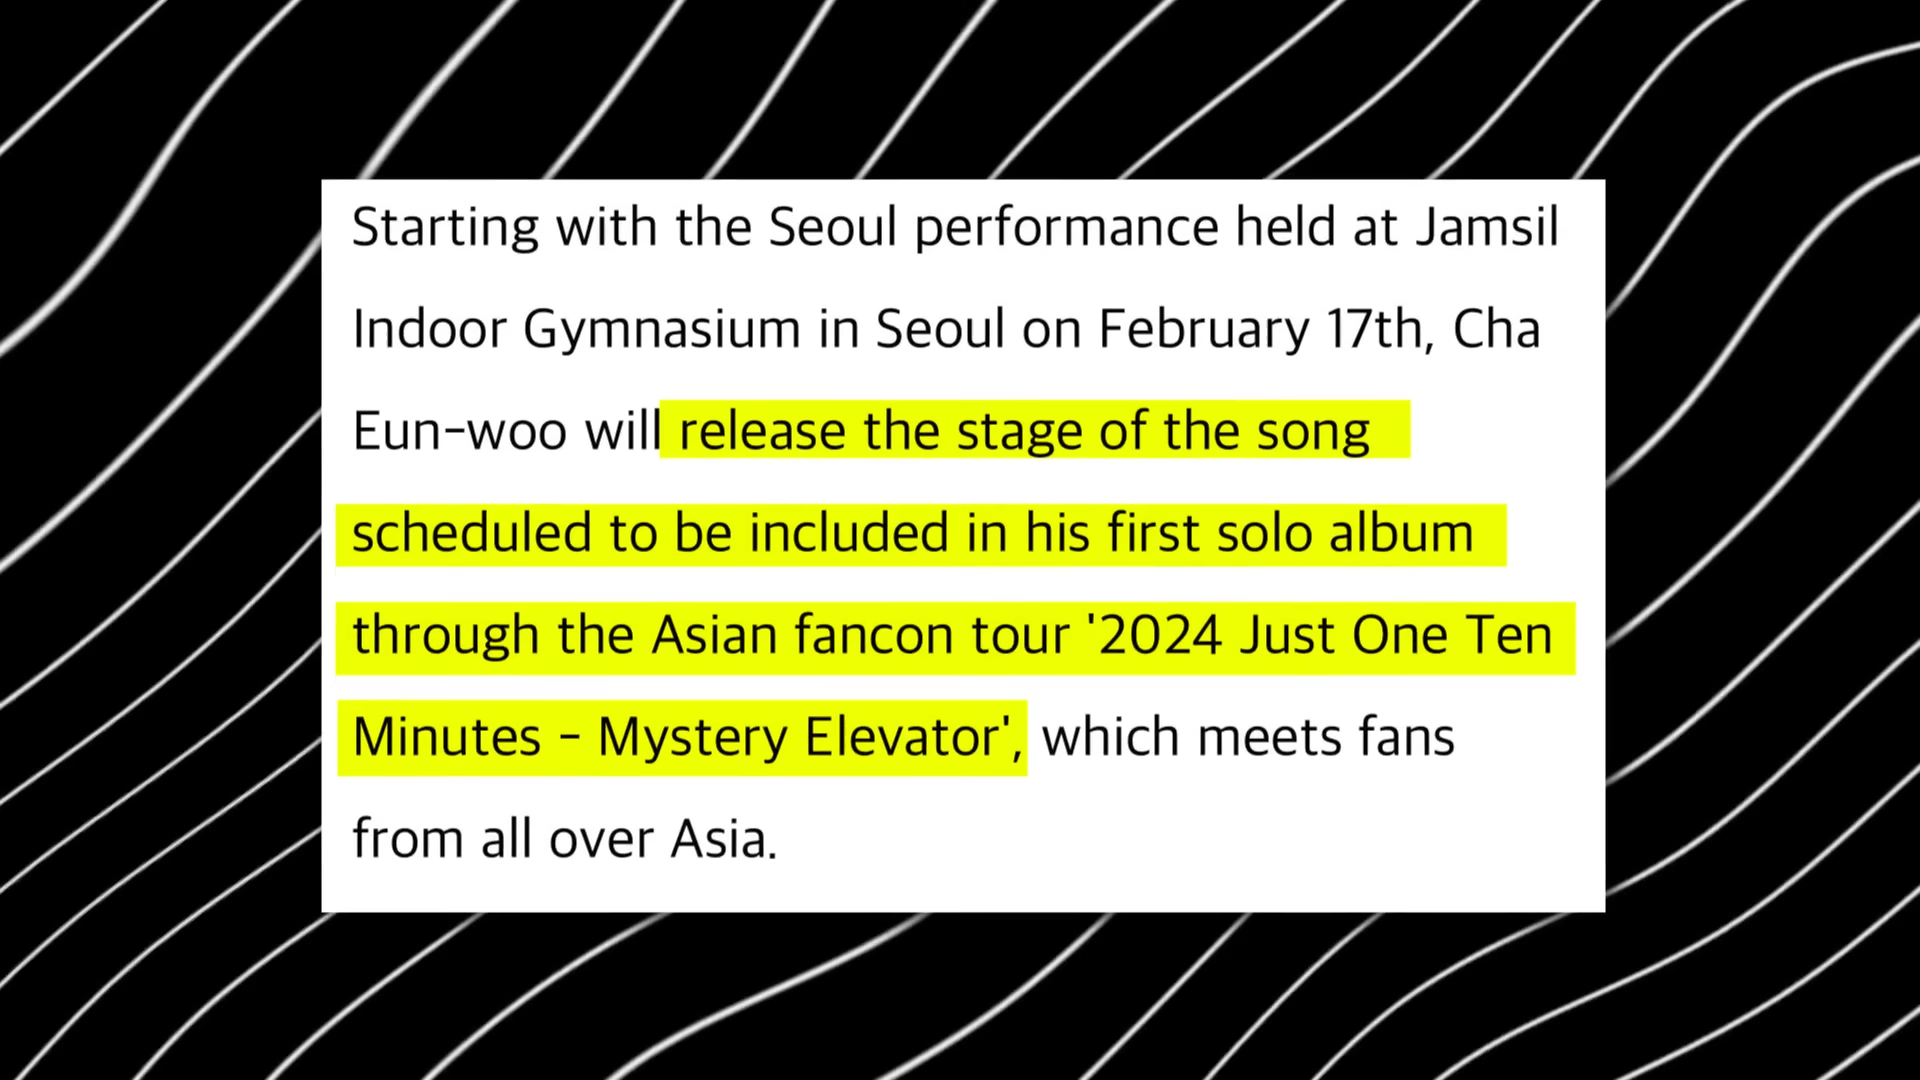 Starting with the Seoul performance held at Jamsil
Indoor Gymnasium in Seoul on February 17th, Cha
Eun-woo will release the stage of the song
scheduled to be included in his first solo album
through the Asian fancon tour '2024 Just One Ten
Minutes - Mystery Elevator', which meets fans
from all over Asia.